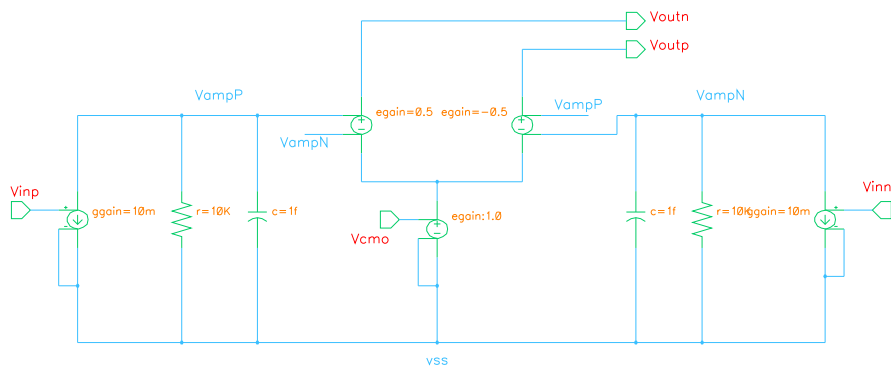 Voutn
Voutp
VampP
VampN
egain=0.5
egain=-0.5
VampP
VampN
Vinp
ggain=10m
r=10K
c=1f
Vcmo
egain:1.0
c=1f
r=10K
ggain=10m
Vinn
vss